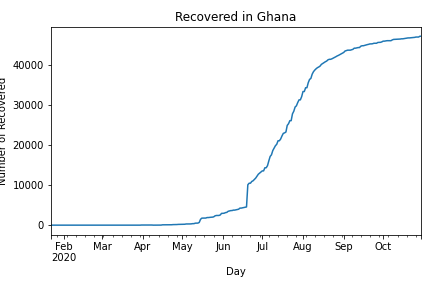 Recovered in Ghana
Number of Recovered
40000
30000
20000
10000
0
Feb Mar Apr May Jun Jul Aug Sep Oct
2020
Day